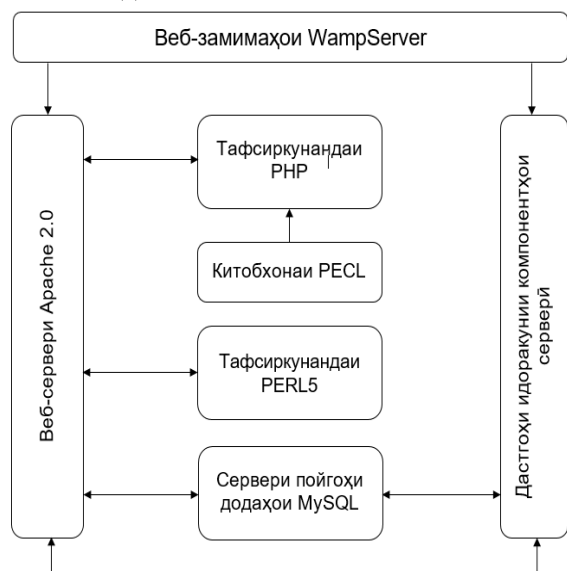 Веб-замимаҳои WampServer
Веб-сервери Apache 2.0
Тафсиркунандаи
PHP
Китобхонаи PECL
Тафсиркунандаи
PERL5
Сервери пойгоҳи
додаҳои MySQL
Дастгоҳи идоракунии компонентҳои
серверӣ